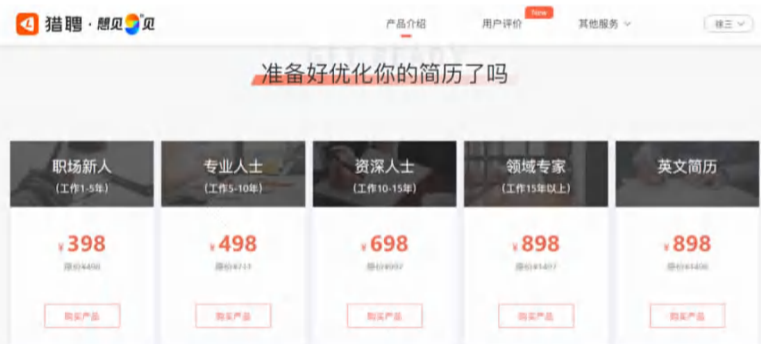 猎聘·想见你见
产品介绍
用户评价
New
其他服务
准备好优化你的简历了吗
职场新人
(工作1-5年)
专业人士
(工作5-10年)
资深人士
(工作10-15年)
领域专家
(工作15年以上)
英文简历
¥398
¥498
¥698
¥898
¥898
购买产品
购买产品
购买产品
购买产品
购买产品